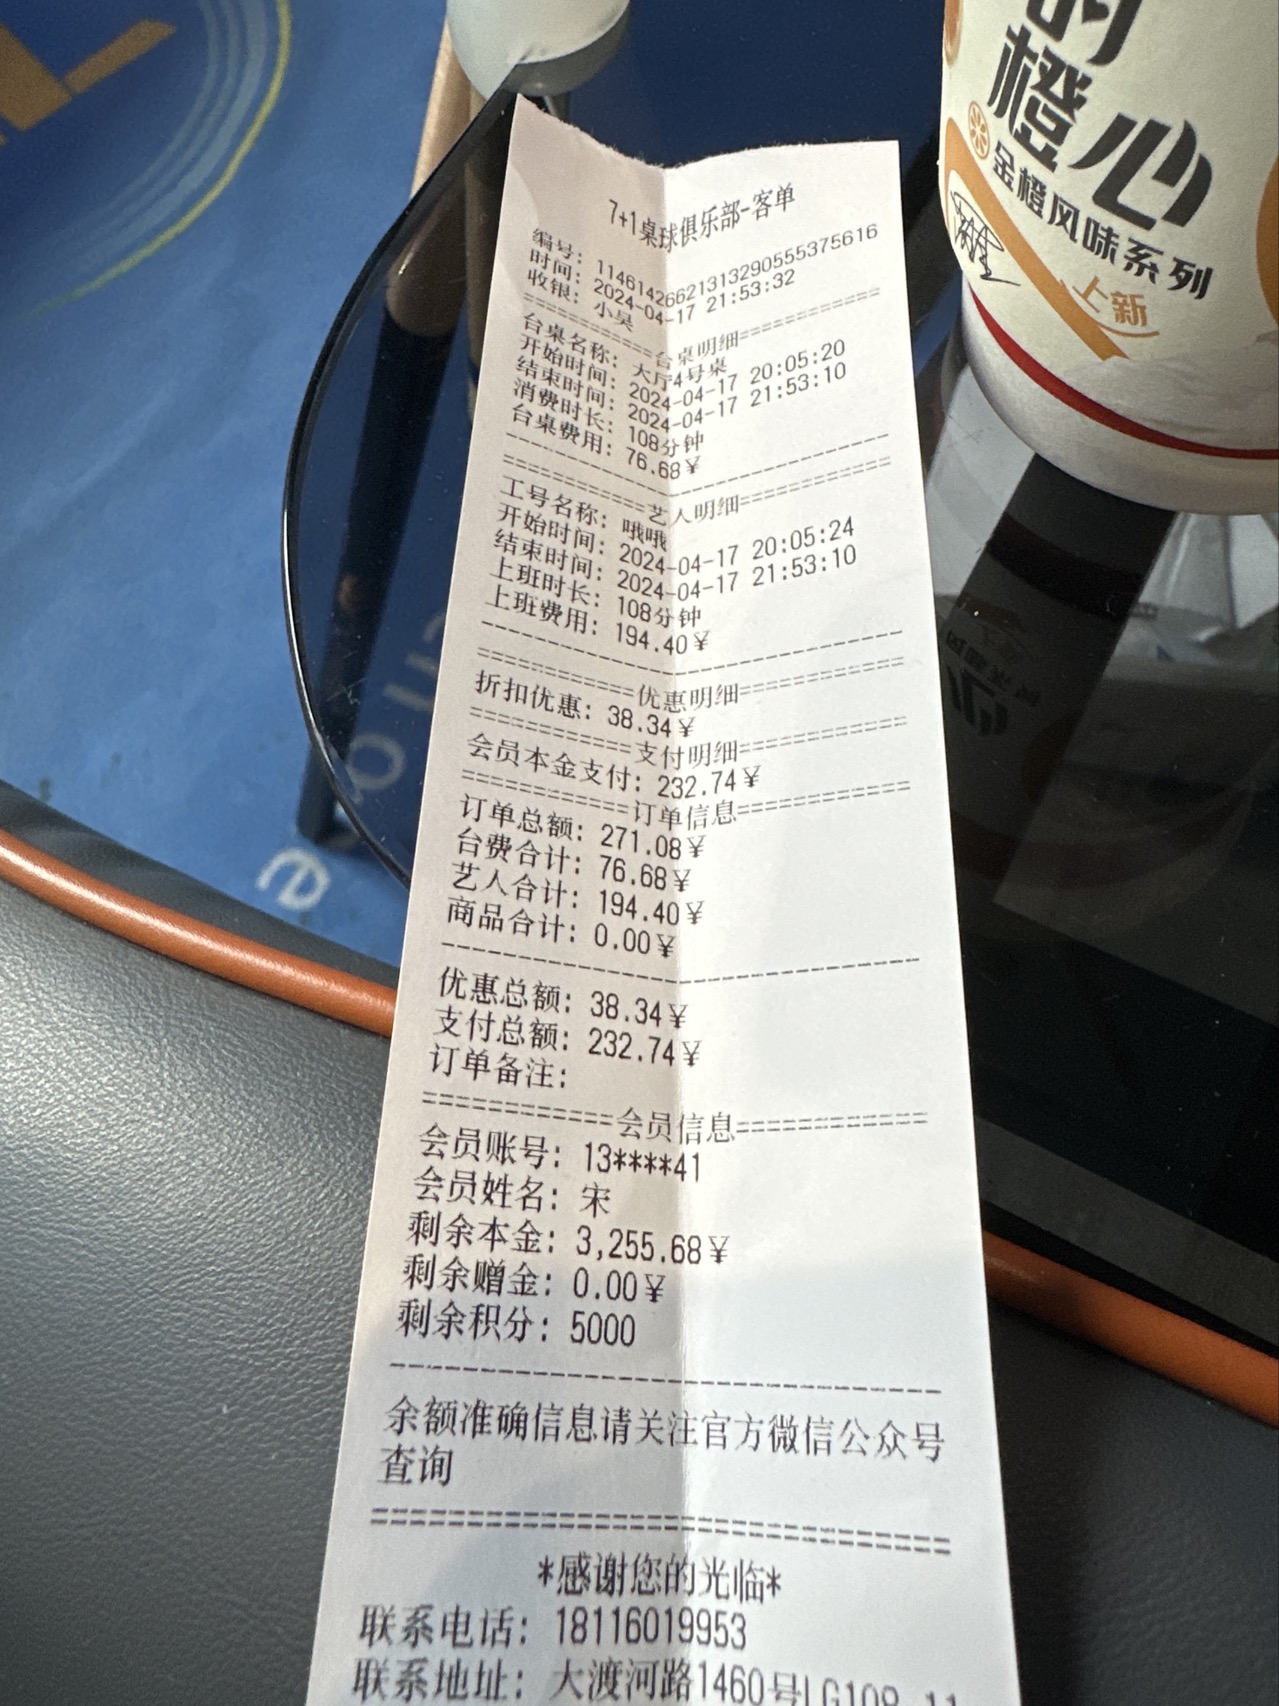 7+1桌球俱乐部-客单
编号: 1146142662131329055537​5616
时间: 2024-04-17 21:53:32
收银: 小吴
===========台桌明细===========
台桌名称: 大厅4号桌
开始时间: 2024-04-17 20:05:20
结束时间: 2024-04-17 21:53:10
消费时长: 108分钟
台桌费用: 76.68¥
===========艺人明细===========
工号名称: 哦哦
开始时间: 2024-04-17 20:05:24
结束时间: 2024-04-17 21:53:10
上班时长: 108分钟
上班费用: 194.40¥
===========优惠明细===========
折扣优惠: 38.34¥
===========支付明细===========
会员本金支付: 232.74¥
===========订单信息===========
订单总额: 271.08¥
台费合计: 76.68¥
艺人合计: 194.40¥
商品合计: 0.00¥
优惠总额: 38.34¥
支付总额: 232.74¥
订单备注:
===========会员信息===========
会员账号: 13****41
会员姓名: 宋
剩余本金: 3,255.68¥
剩余赠金: 0.00¥
剩余积分: 5000
余额准确信息请关注官方微信公众号
查询
*感谢您的光临*
联系电话: 18116019953
联系地址: 大渡河路1460号LG108-11
的
橙心
金橙风味系列
上新